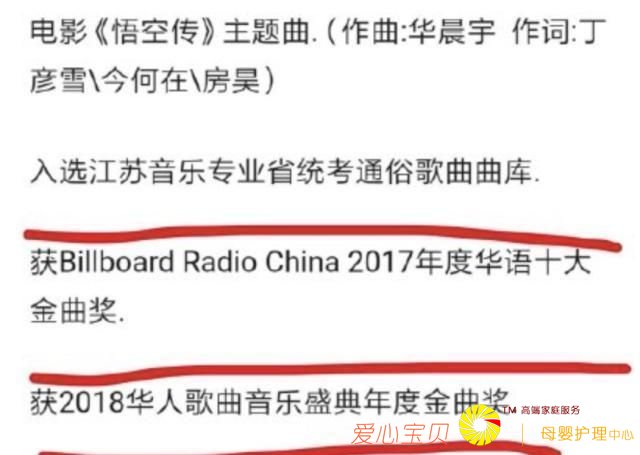 电影《悟空传》主题曲.(作曲:华晨宇 作词:丁
彦雪\今何在\房昊)
入选江苏音乐专业省统考通俗歌曲曲库.
获Billboard Radio China 2017年度华语十大
金曲奖.
获2018华人歌曲音乐盛典年度金曲奖
TM 高端家庭服务
爱心宝贝 | 母婴护理中心